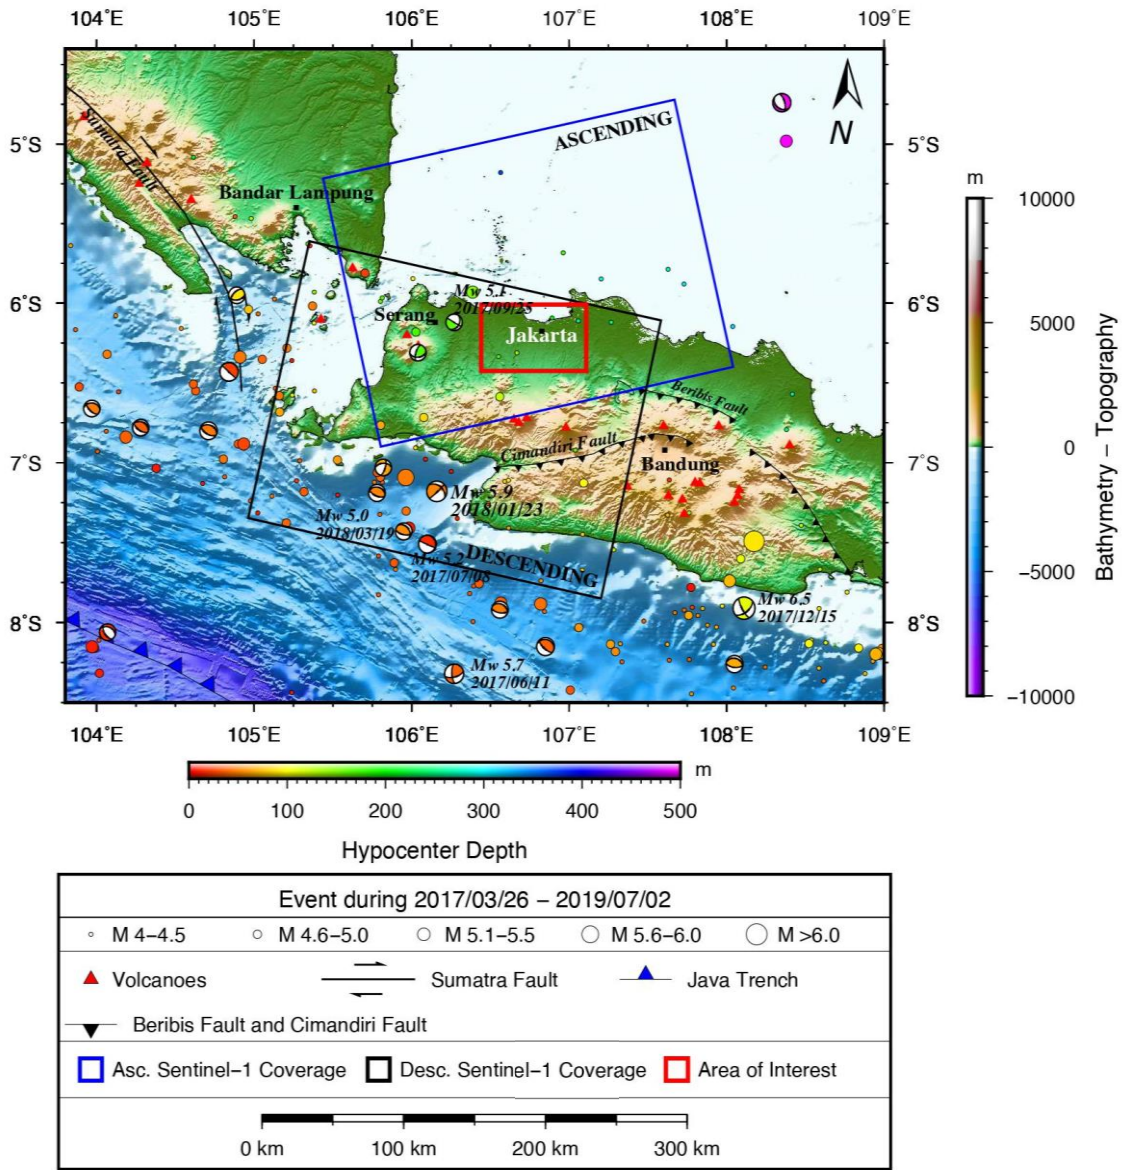 104°E 105°E 106°E 107°E 108°E 109°E
5°S
6°S
7°S
8°S
Sumatra Fault
Bandar Lampung
ASCENDING
N
Mw 5.1
2017/09/25
Serang
Jakarta
Beribis Fault
Cimandiri Fault
Bandung
Mw 5.9
2018/01/23
Mw 5.0
2018/03/19
Mw 5.2
2017/07/08
DESCENDING
Mw 6.5
2017/12/15
Mw 5.7
2017/06/11
5°S
6°S
7°S
8°S
104°E 105°E 106°E 107°E 108°E 109°E
m
10000
5000
0
−5000
−10000
Bathymetry − Topography
m
0 100 200 300 400 500
Hypocenter Depth
Event during 2017/03/26 − 2019/07/02
M 4−4.5 M 4.6−5.0 M 5.1−5.5 M 5.6−6.0 M >6.0
Volcanoes Sumatra Fault Java Trench
Beribis Fault and Cimandiri Fault
Asc. Sentinel−1 Coverage Desc. Sentinel−1 Coverage Area of Interest
0 km 100 km 200 km 300 km